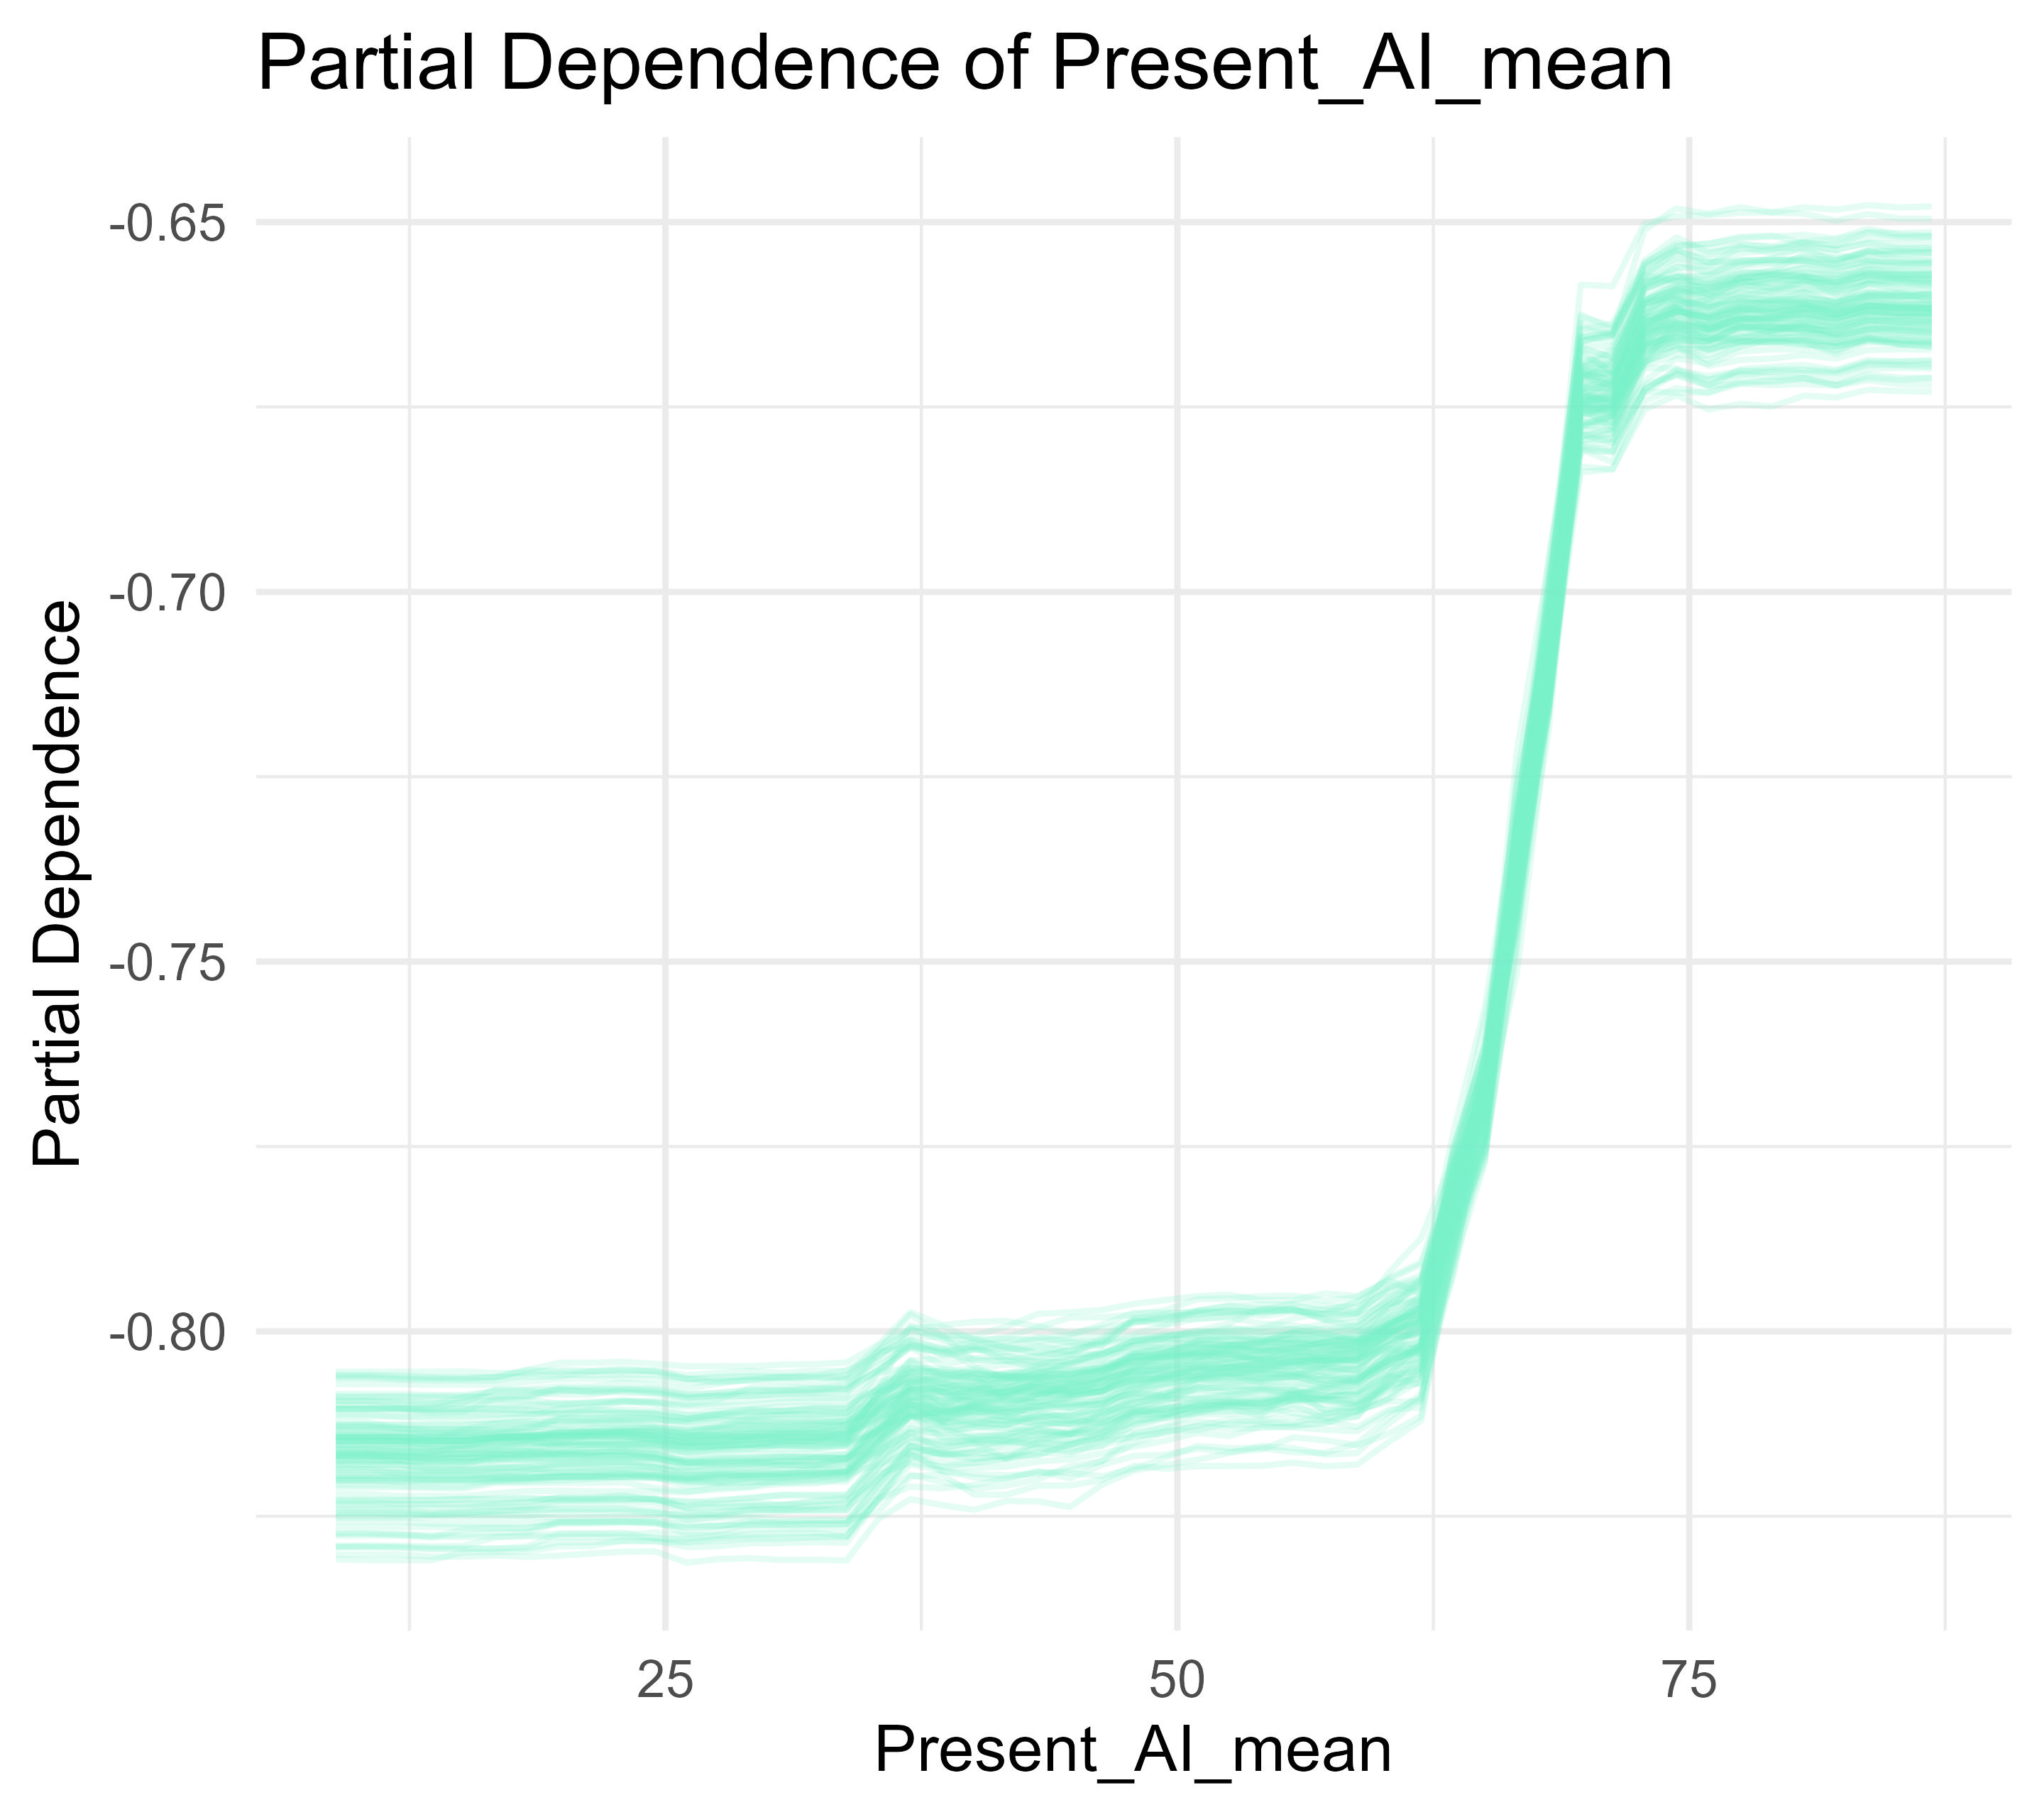 Partial Dependence of Present_AI_mean
Partial Dependence
-0.65
-0.70
-0.75
-0.80
25
50
75
Present_AI_mean